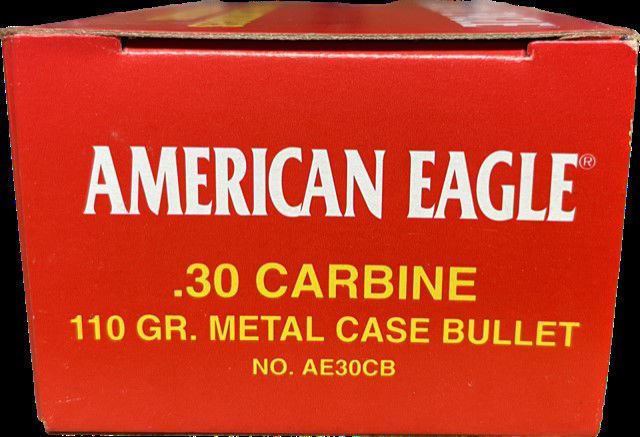 AMERICAN EAGLE®
.30 CARBINE
110 GR. METAL CASE BULLET
NO. AE30CB